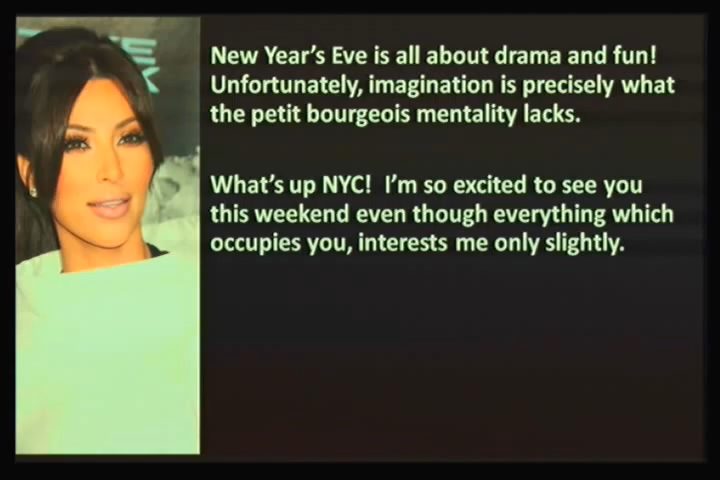 New Year's Eve is all about drama and fun!
Unfortunately, imagination is precisely what
the petit bourgeois mentality lacks.
What's up NYC!  I'm so excited to see you
this weekend even though everything which
occupies you, interests me only slightly.